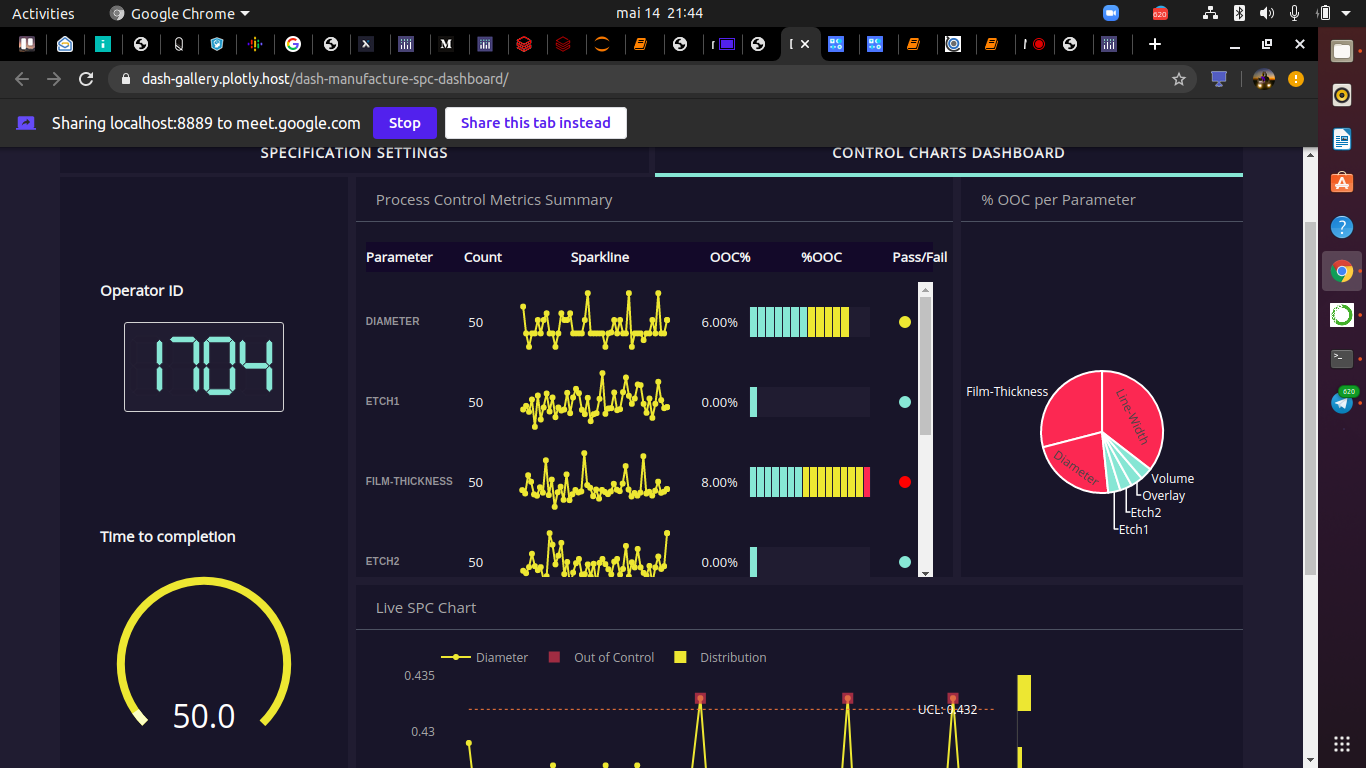 Activities
Google Chrome
mai 14 21:44
620
dash-gallery.plotly.host/dash-manufacture-spc-dashboard/
Sharing localhost:8889 to meet.google.com
Stop
Share this tab instead
SPECIFICATION SETTINGS
CONTROL CHARTS DASHBOARD
Operator ID
1704
Time to completion
50.0
Process Control Metrics Summary
Parameter Count Sparkline OOC% %OOC Pass/Fail
DIAMETER 50 6.00%
ETCH1 50 0.00%
FILM-THICKNESS 50 8.00%
ETCH2 50 0.00%
% OOC per Parameter
Film-Thickness
Line-Width
Diameter
Volume
Overlay
Etch2
Etch1
Live SPC Chart
Diameter Out of Control Distribution
0.435
UCL: 0.432
0.43
620